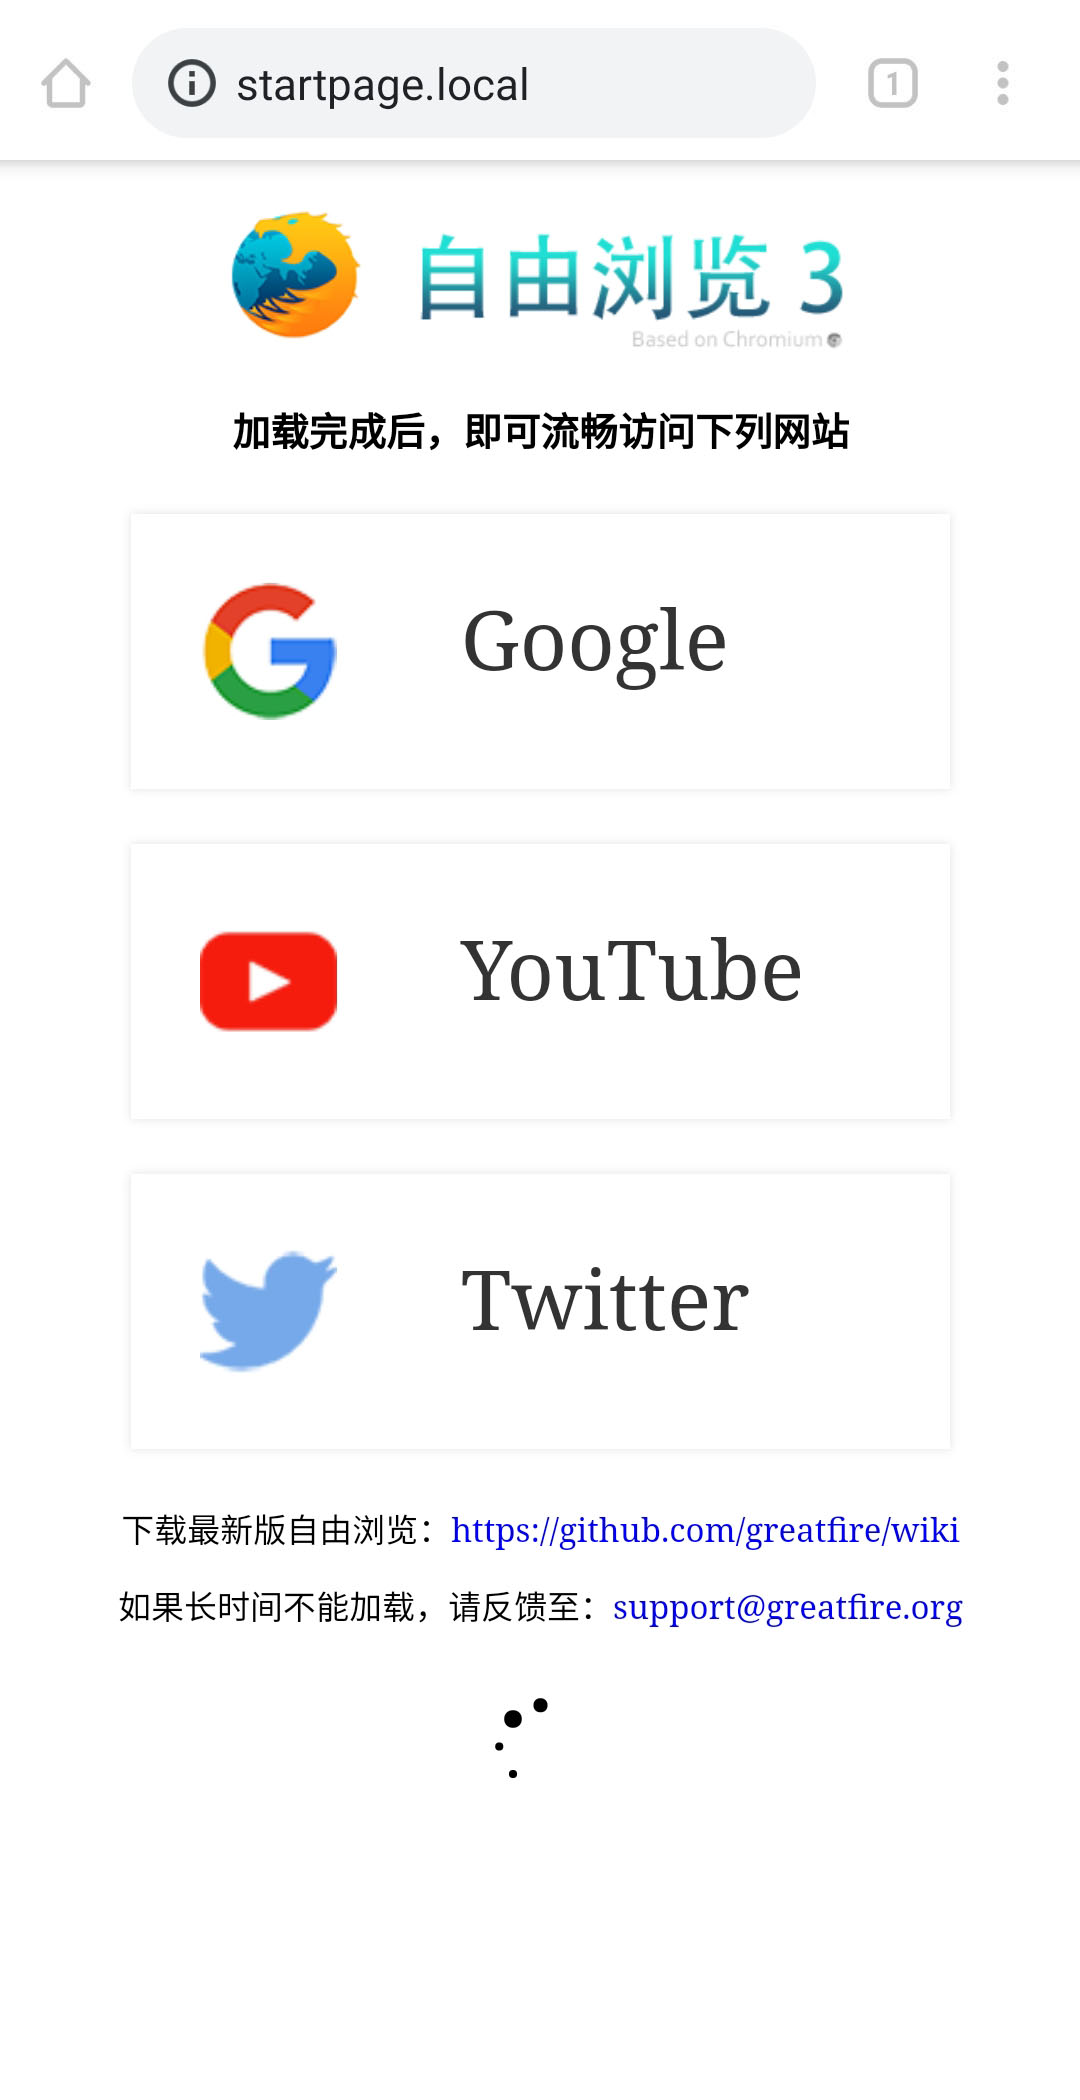 startpage.local
1
自由浏览 3
Based on Chromium
加载完成后，即可流畅访问下列网站
Google
YouTube
Twitter
下载最新版自由浏览：https://github.com/greatfire/wiki
如果长时间不能加载，请反馈至：support@greatfire.org